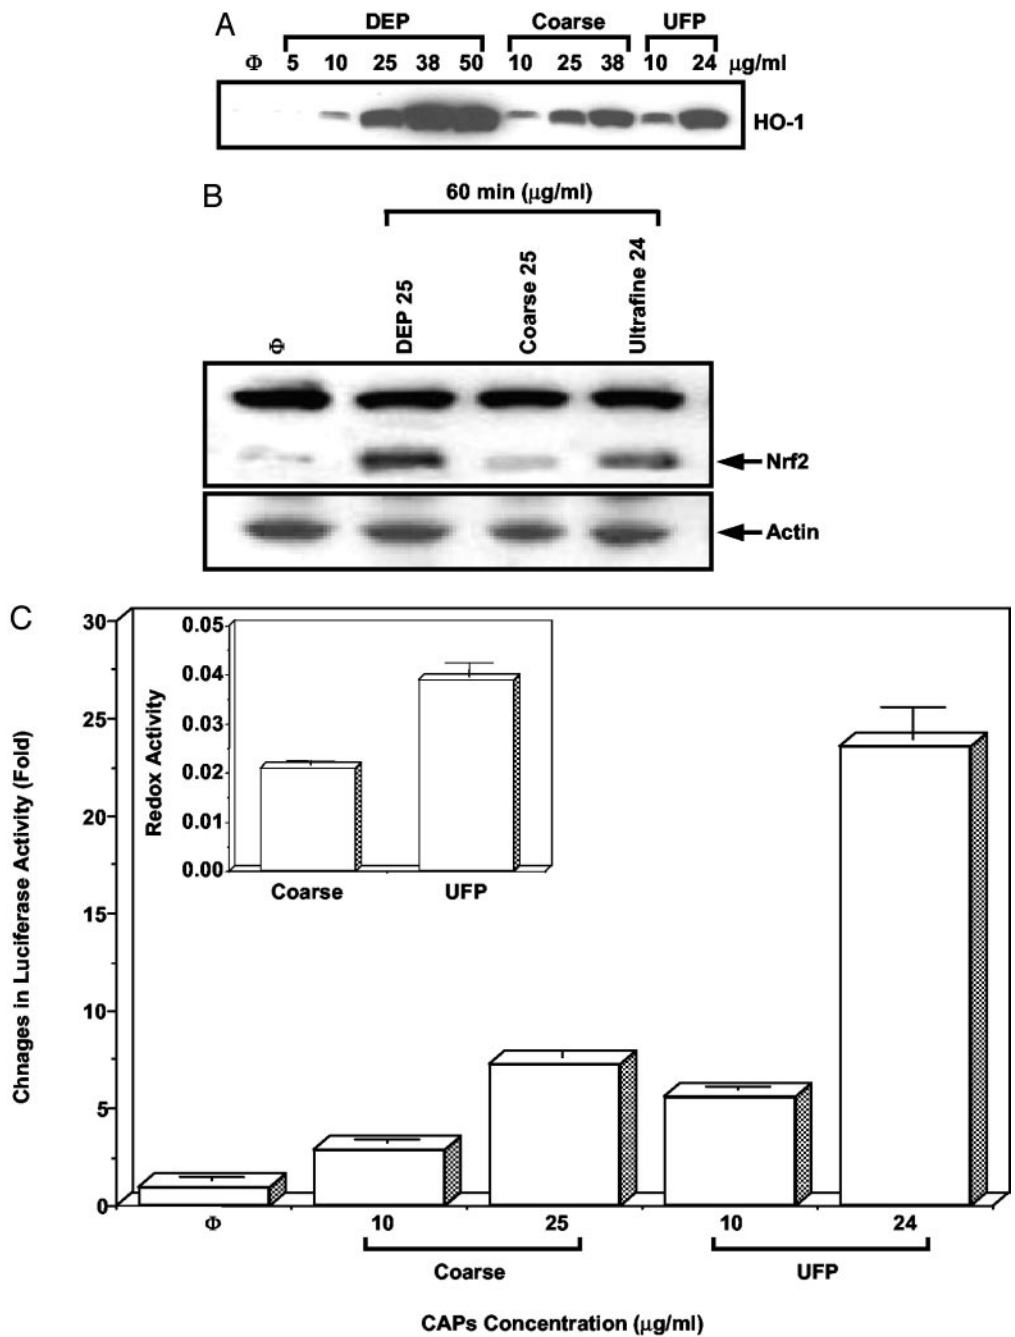 A
DEP Coarse UFP
Φ 5 10 25 38 50 10 25 38 10 24 μg/ml
HO-1
B
60 min (μg/ml)
Φ DEP 25 Coarse 25 Ultrafine 24
Nrf2
Actin
C
Chnages in Luciferase Activity (Fold)
30
25
20
15
10
5
0
Redox Activity
0.05
0.04
0.03
0.02
0.01
0.00
Coarse UFP
Φ 10 25 10 24
Coarse UFP
CAPs Concentration (μg/ml)